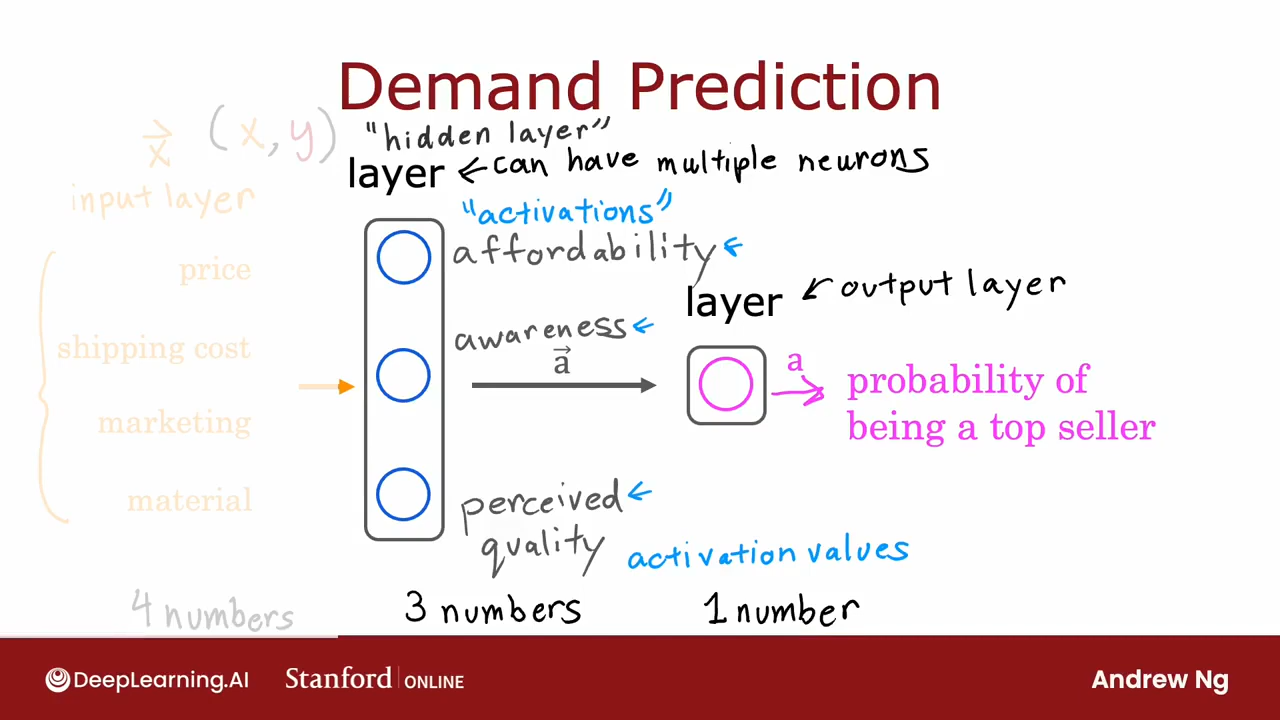 Demand Prediction
x⃗ (x, y)
"hidden layer"
layer ← can have multiple neurons
input layer
"activations"
affordability ←
price
layer ← output layer
awareness ←
shipping cost
a⃗
a
probability of
being a top seller
marketing
material
perceived ←
quality
activation values
4 numbers
3 numbers
1 number
DeepLearning.AI
Stanford | ONLINE
Andrew Ng